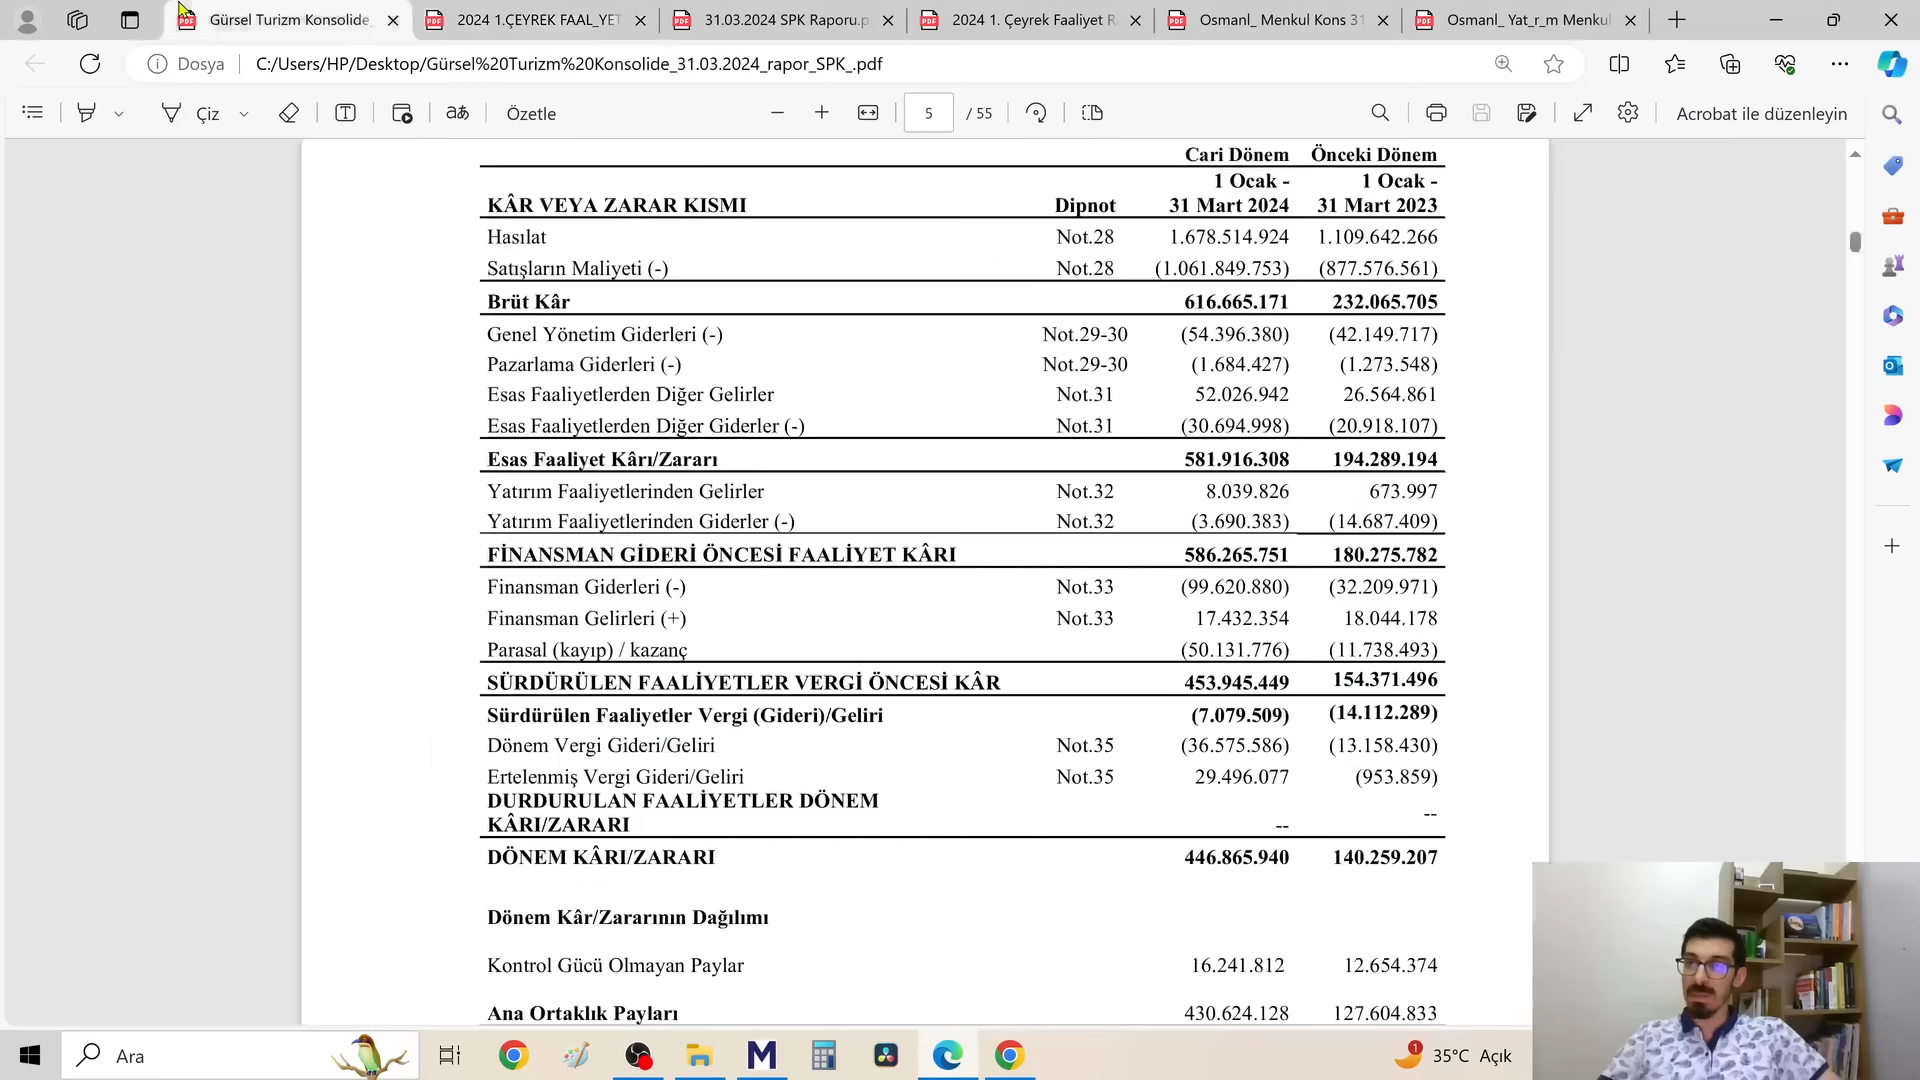 Gürsel Turizm Konsolide_
2024 1.ÇEYREK FAAL_YET
31.03.2024 SPK Raporu.p
2024 1. Çeyrek Faaliyet R
Osmanl_ Menkul Kons 31
Osmanl_ Yat_r_m Menkul
Dosya
C:/Users/HP/Desktop/Gürsel%20Turizm%20Konsolide_31.03.2024_rapor_SPK_.pdf
Çiz
aあ
Özetle
5 / 55
Acrobat ile düzenleyin
Cari Dönem Önceki Dönem
1 Ocak - 1 Ocak -
KÂR VEYA ZARAR KISMI Dipnot 31 Mart 2024 31 Mart 2023
Hasılat Not.28 1.678.514.924 1.109.642.266
Satışların Maliyeti (-) Not.28 (1.061.849.753) (877.576.561)
Brüt Kâr 616.665.171 232.065.705
Genel Yönetim Giderleri (-) Not.29-30 (54.396.380) (42.149.717)
Pazarlama Giderleri (-) Not.29-30 (1.684.427) (1.273.548)
Esas Faaliyetlerden Diğer Gelirler Not.31 52.026.942 26.564.861
Esas Faaliyetlerden Diğer Giderler (-) Not.31 (30.694.998) (20.918.107)
Esas Faaliyet Kârı/Zararı 581.916.308 194.289.194
Yatırım Faaliyetlerinden Gelirler Not.32 8.039.826 673.997
Yatırım Faaliyetlerinden Giderler (-) Not.32 (3.690.383) (14.687.409)
FİNANSMAN GİDERİ ÖNCESİ FAALİYET KÂRI 586.265.751 180.275.782
Finansman Giderleri (-) Not.33 (99.620.880) (32.209.971)
Finansman Gelirleri (+) Not.33 17.432.354 18.044.178
Parasal (kayıp) / kazanç (50.131.776) (11.738.493)
SÜRDÜRÜLEN FAALİYETLER VERGİ ÖNCESİ KÂR 453.945.449 154.371.496
Sürdürülen Faaliyetler Vergi (Gideri)/Geliri (7.079.509) (14.112.289)
Dönem Vergi Gideri/Geliri Not.35 (36.575.586) (13.158.430)
Ertelenmiş Vergi Gideri/Geliri Not.35 29.496.077 (953.859)
DURDURULAN FAALİYETLER DÖNEM
KÂRI/ZARARI -- --
DÖNEM KÂRI/ZARARI 446.865.940 140.259.207
Dönem Kâr/Zararının Dağılımı
Kontrol Gücü Olmayan Paylar 16.241.812 12.654.374
Ana Ortaklık Payları 430.624.128 127.604.833
Ara
1
35°C Açık